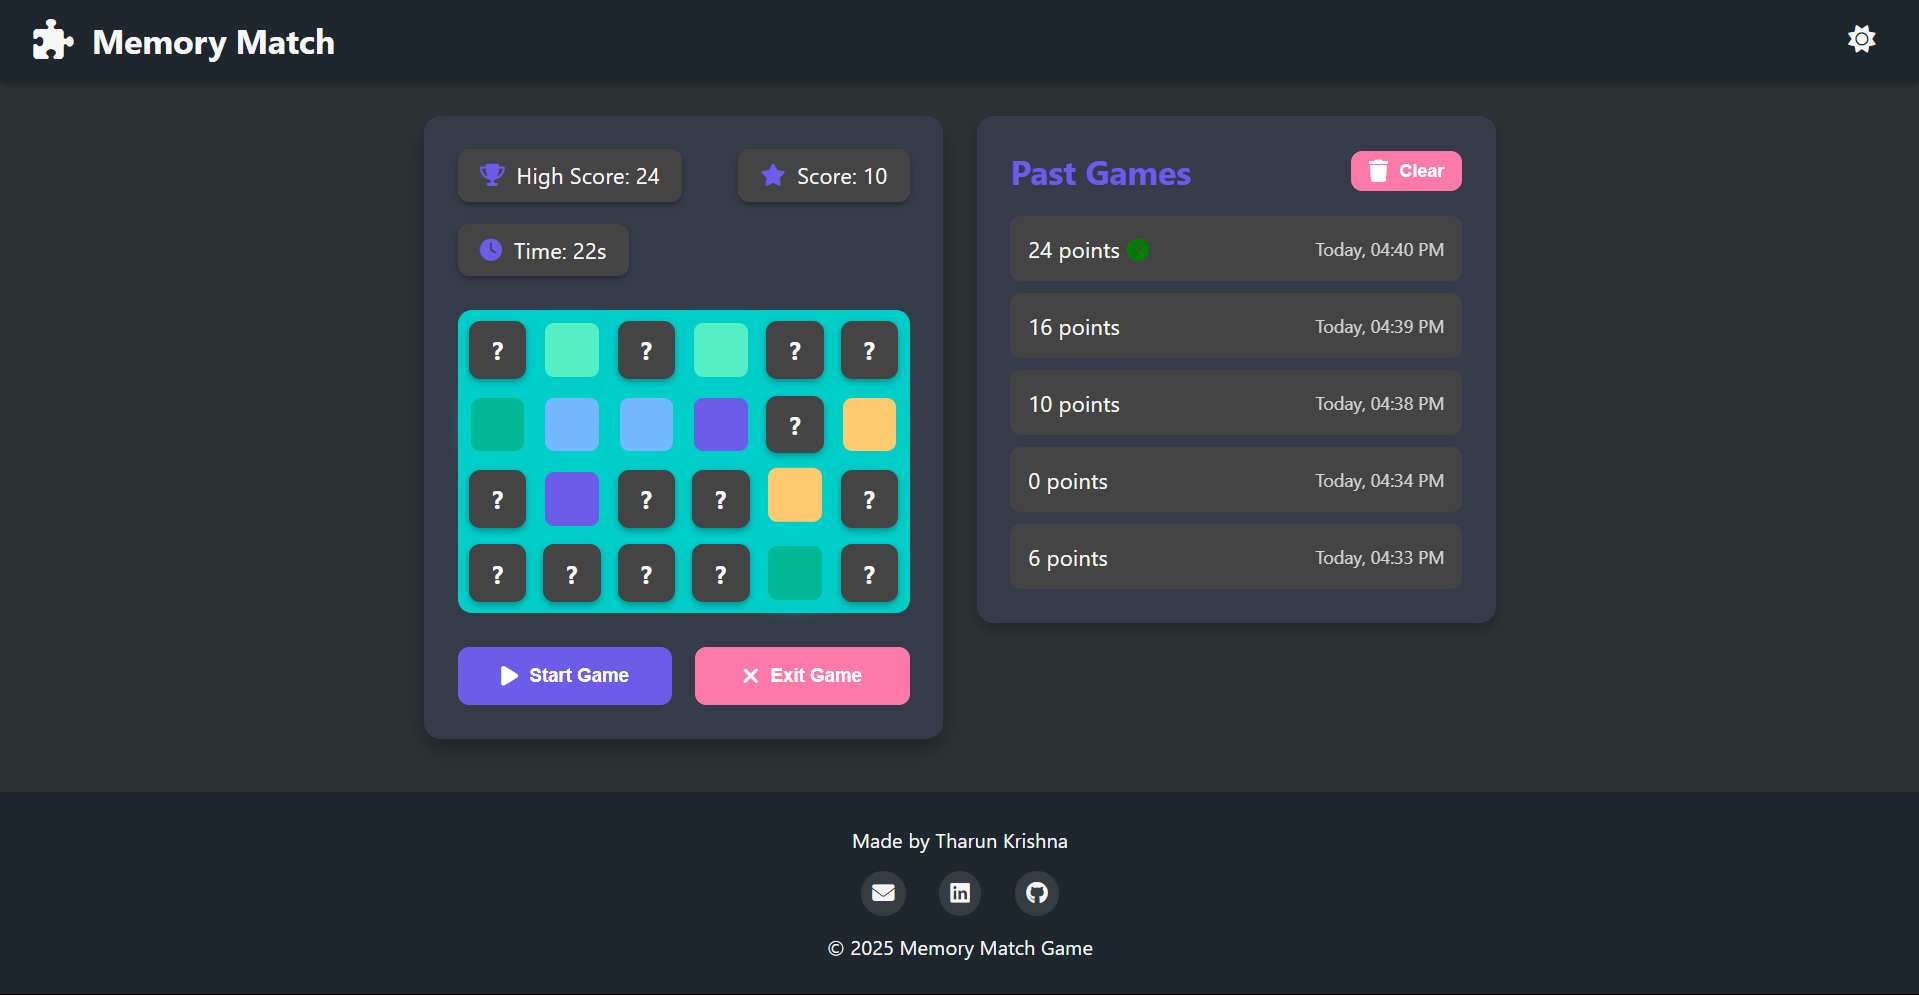 Memory Match
High Score: 24
Score: 10
Time: 22s
? ? ? ?
?
? ? ? ?
? ? ? ? ?
Start Game
Exit Game
Past Games
Clear
24 points Today, 04:40 PM
16 points Today, 04:39 PM
10 points Today, 04:38 PM
0 points Today, 04:34 PM
6 points Today, 04:33 PM
Made by Tharun Krishna
in
© 2025 Memory Match Game